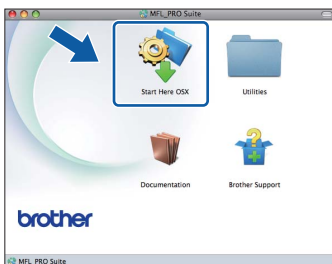 MFL_PRO Suite
Start Here OSX
Utilities
Documentation
Brother Support
brother
MFL_PRO Suite